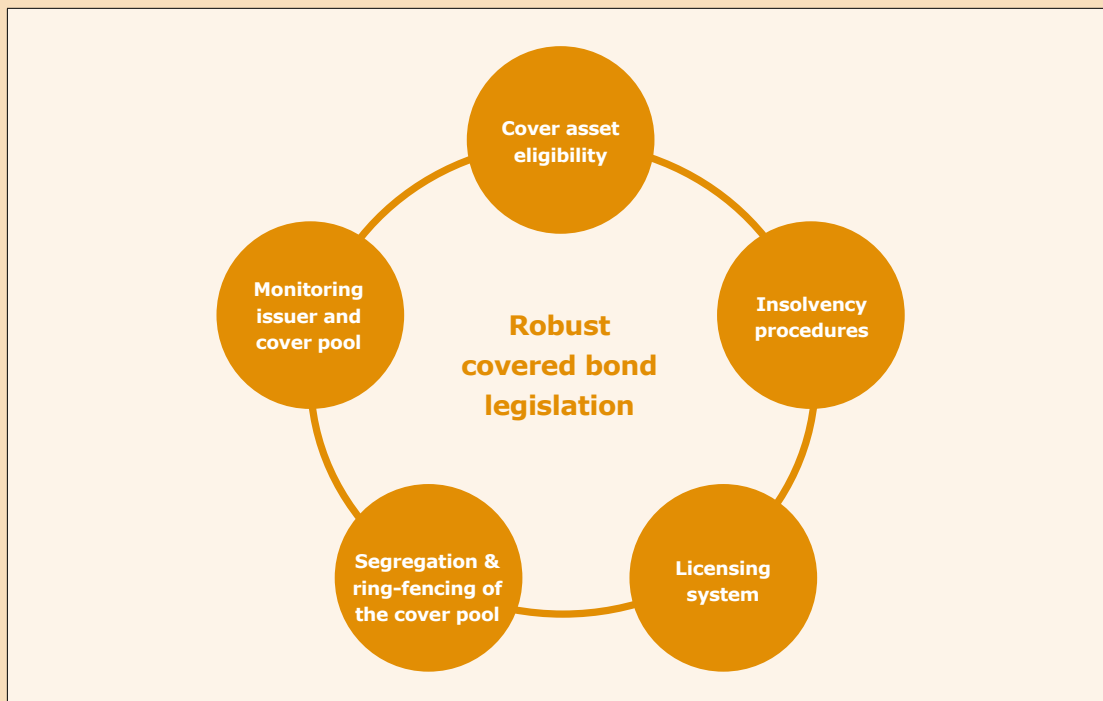 Cover asset
eligibility
Monitoring
issuer and
cover pool
Insolvency
procedures
Robust
covered bond
legislation
Segregation &
ring-fencing of
the cover pool
Licensing
system